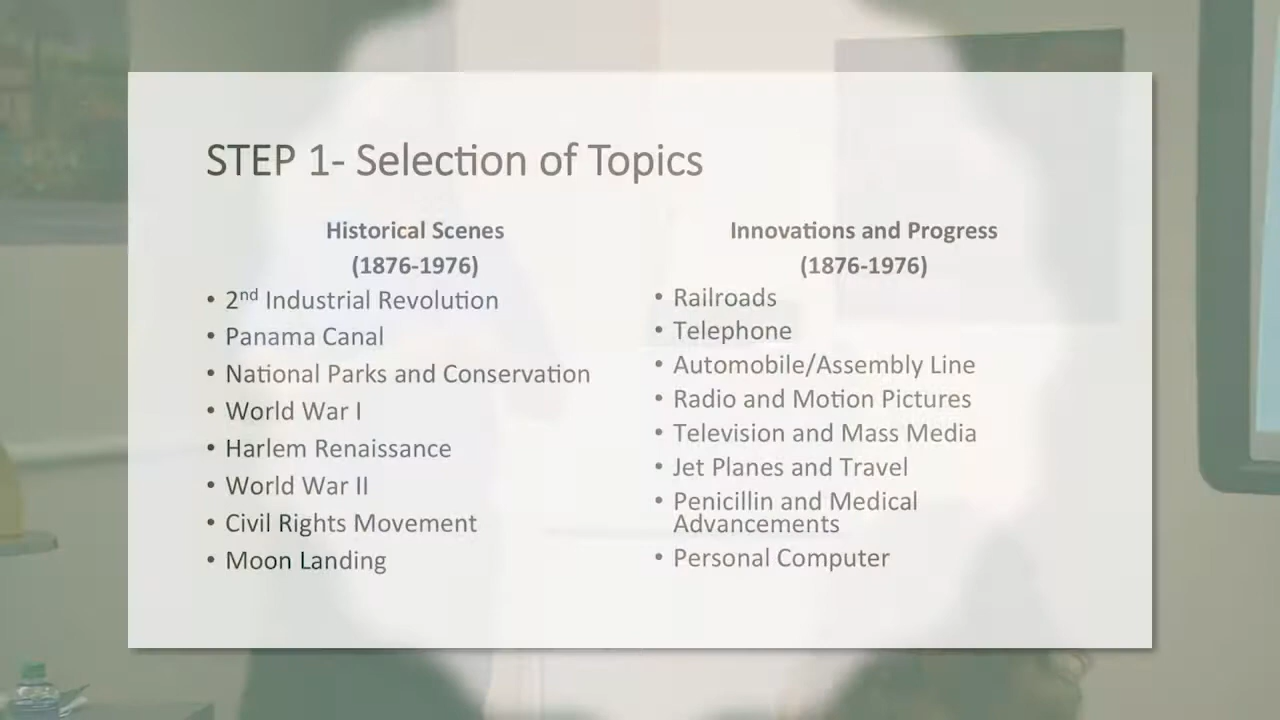 STEP 1- Selection of Topics
Historical Scenes
(1876-1976)
• 2nd Industrial Revolution
• Panama Canal
• National Parks and Conservation
• World War I
• Harlem Renaissance
• World War II
• Civil Rights Movement
• Moon Landing
Innovations and Progress
(1876-1976)
• Railroads
• Telephone
• Automobile/Assembly Line
• Radio and Motion Pictures
• Television and Mass Media
• Jet Planes and Travel
• Penicillin and Medical
Advancements
• Personal Computer